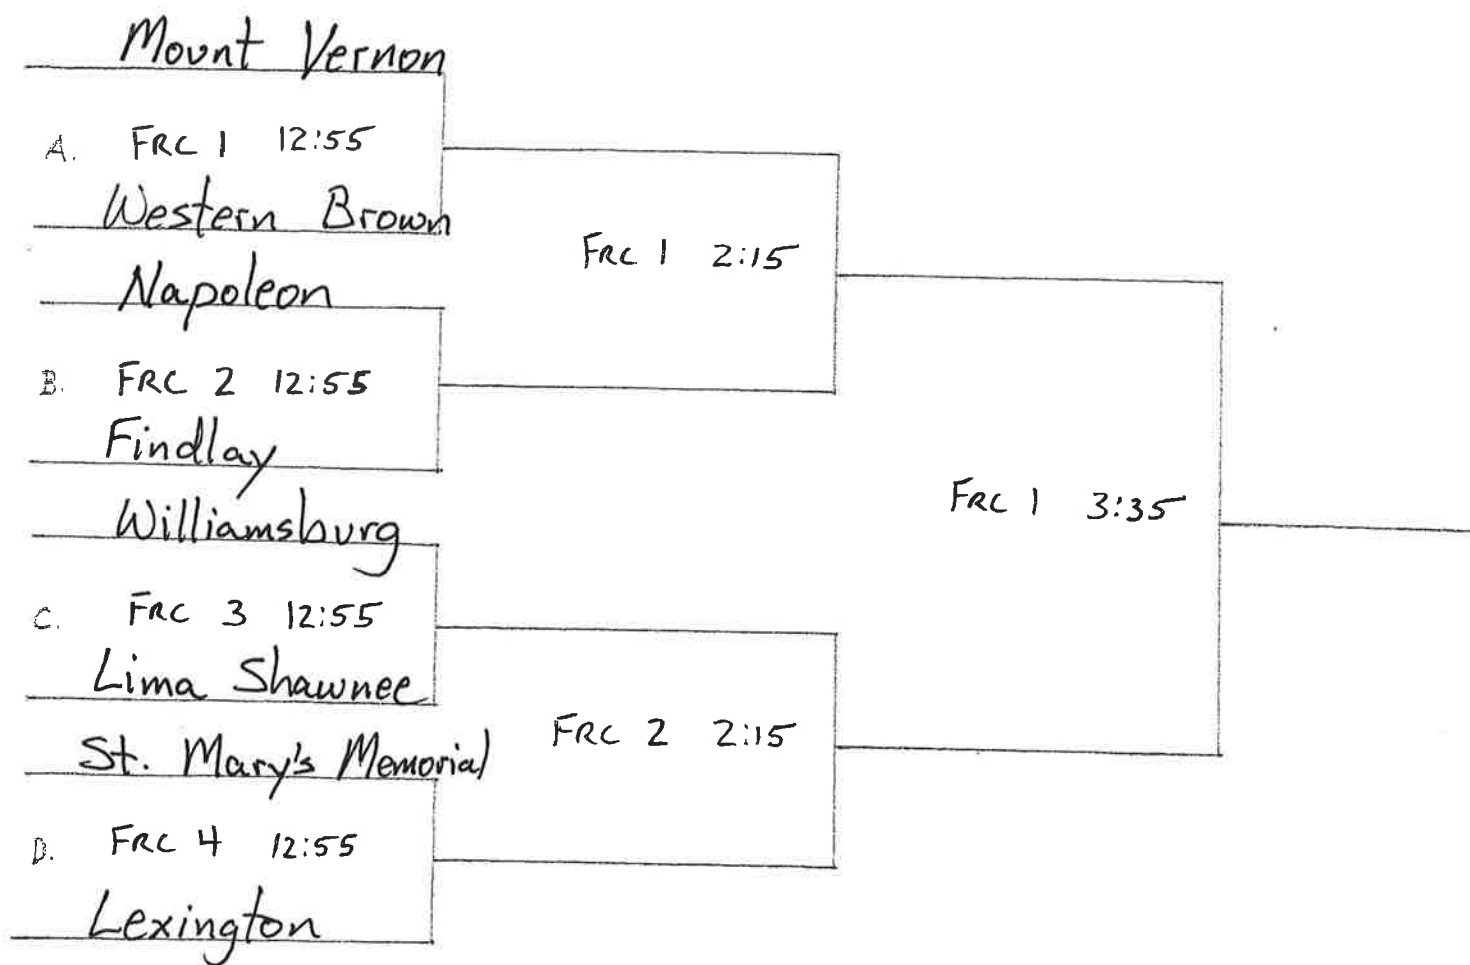 Mount Vernon
A. FRC 1 12:55
Western Brown
FRC 1 2:15
Napoleon
B. FRC 2 12:55
Findlay
Williamsburg
FRC 1 3:35
C. FRC 3 12:55
Lima Shawnee
St. Mary's Memorial
FRC 2 2:15
D. FRC 4 12:55
Lexington